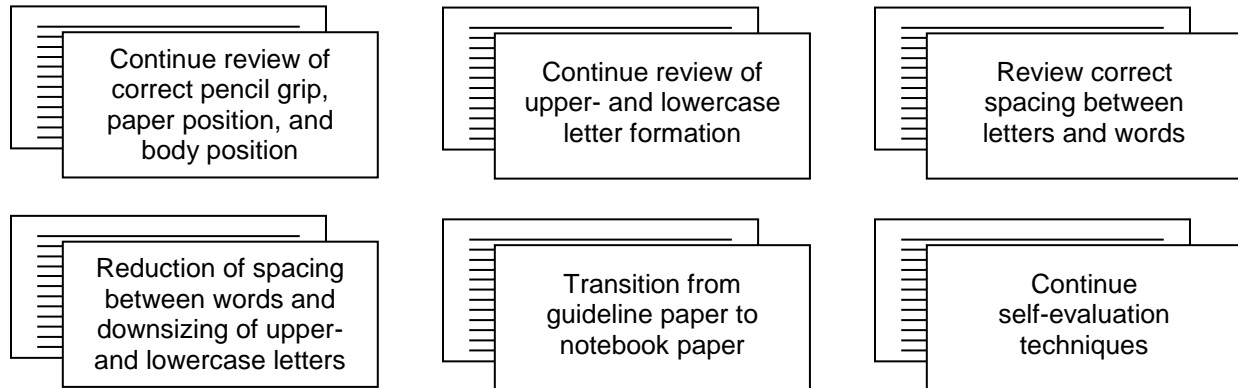 Continue review of
correct pencil grip,
paper position, and
body position
Continue review of
upper- and lowercase
letter formation
Review correct
spacing between
letters and words
Reduction of spacing
between words and
downsizing of upper-
and lowercase letters
Transition from
guideline paper to
notebook paper
Continue
self-evaluation
techniques